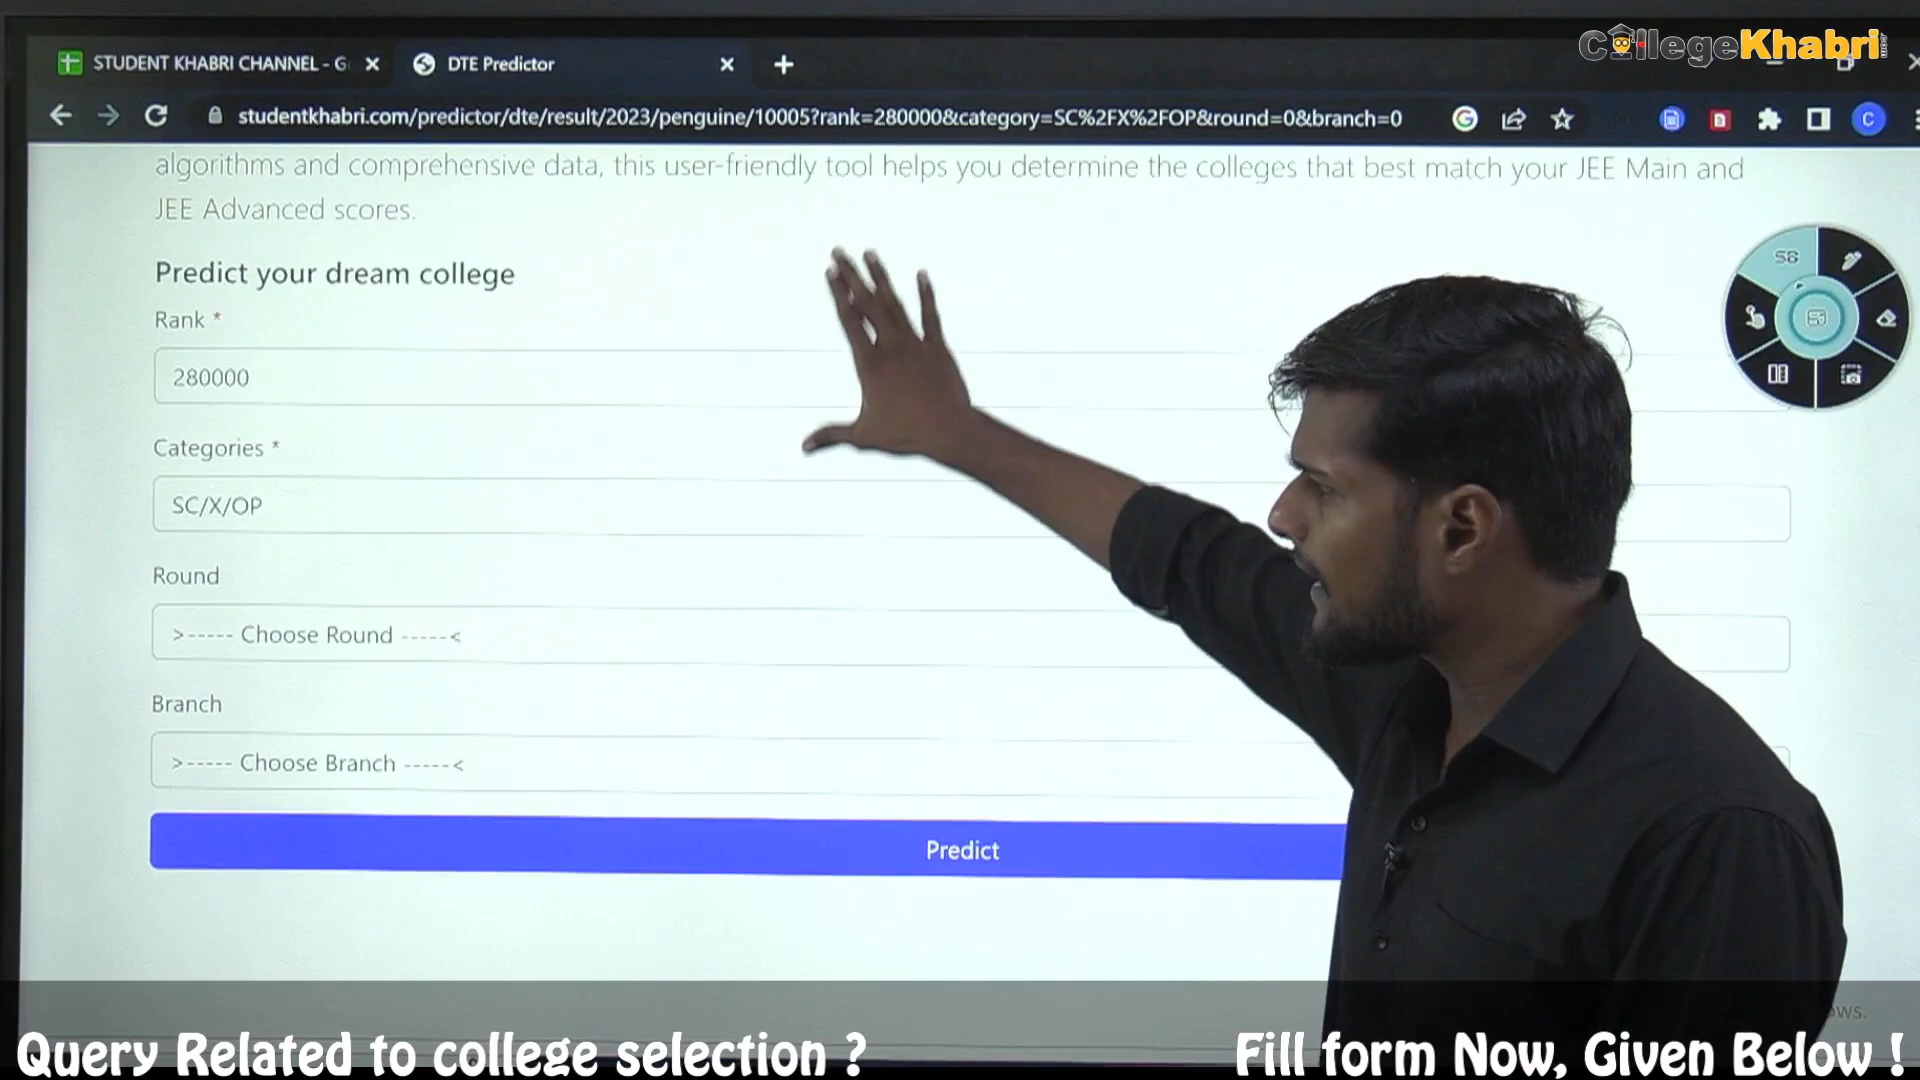 CollegeKhabri.com
STUDENT KHABRI CHANNEL - G
DTE Predictor
studentkhabri.com/predictor/dte/result/2023/penguine/10005?rank=280000&category=SC%2FX%2FOP&round=0&branch=0
C
algorithms and comprehensive data, this user-friendly tool helps you determine the colleges that best match your JEE Main and
JEE Advanced scores.
Predict your dream college
Rank *
280000
Categories *
SC/X/OP
Round
>----- Choose Round -----<
Branch
>----- Choose Branch -----<
Predict
Query Related to college selection ?
Fill form Now, Given Below !